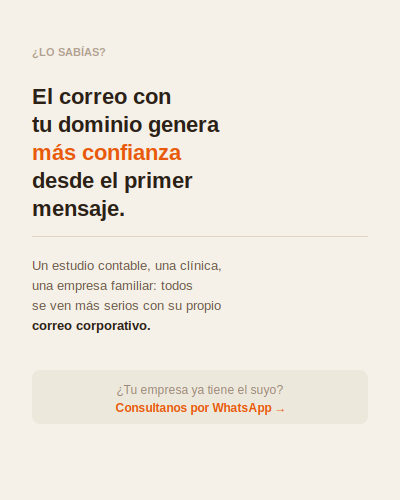 ¿LO SABÍAS?
El correo con
tu dominio genera
más confianza
desde el primer
mensaje.
Un estudio contable, una clínica,
una empresa familiar: todos
se ven más serios con su propio
correo corporativo.
¿Tu empresa ya tiene el suyo?
Consultanos por WhatsApp →